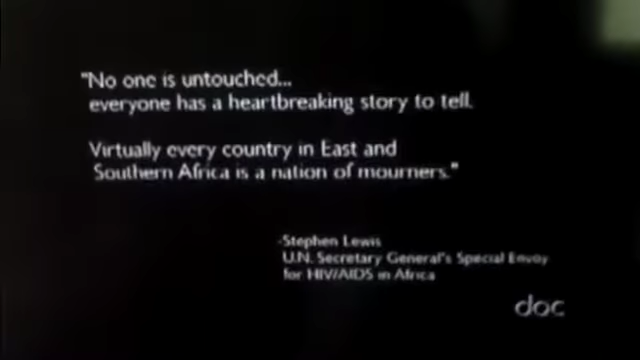 "No one is untouched...
everyone has a heartbreaking story to tell.
Virtually every country in East and
Southern Africa is a nation of mourners."
-Stephen Lewis
U.N. Secretary General's Special Envoy
for HIV/AIDS in Africa
doc